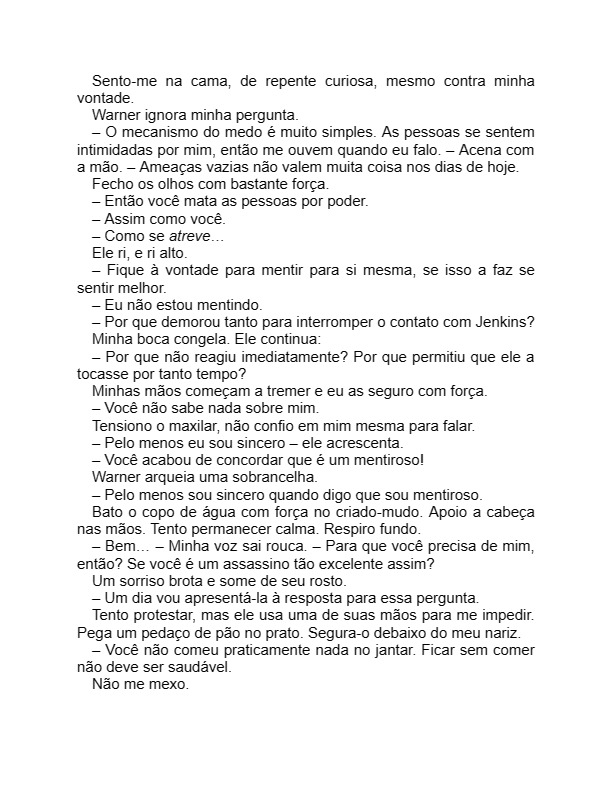 Sento-me na cama, de repente curiosa, mesmo contra minha
vontade.
Warner ignora minha pergunta.
– O mecanismo do medo é muito simples. As pessoas se sentem
intimidadas por mim, então me ouvem quando eu falo. – Acena com
a mão. – Ameaças vazias não valem muita coisa nos dias de hoje.
Fecho os olhos com bastante força.
– Então você mata as pessoas por poder.
– Assim como você.
– Como se atreve…
Ele ri, e ri alto.
– Fique à vontade para mentir para si mesma, se isso a faz se
sentir melhor.
– Eu não estou mentindo.
– Por que demorou tanto para interromper o contato com Jenkins?
Minha boca congela. Ele continua:
– Por que não reagiu imediatamente? Por que permitiu que ele a
tocasse por tanto tempo?
Minhas mãos começam a tremer e eu as seguro com força.
– Você não sabe nada sobre mim.
Tensiono o maxilar, não confio em mim mesma para falar.
– Pelo menos eu sou sincero – ele acrescenta.
– Você acabou de concordar que é um mentiroso!
Warner arqueia uma sobrancelha.
– Pelo menos sou sincero quando digo que sou mentiroso.
Bato o copo de água com força no criado-mudo. Apoio a cabeça
nas mãos. Tento permanecer calma. Respiro fundo.
– Bem… – Minha voz sai rouca. – Para que você precisa de mim,
então? Se você é um assassino tão excelente assim?
Um sorriso brota e some de seu rosto.
– Um dia vou apresentá-la à resposta para essa pergunta.
Tento protestar, mas ele usa uma de suas mãos para me impedir.
Pega um pedaço de pão no prato. Segura-o debaixo do meu nariz.
– Você não comeu praticamente nada no jantar. Ficar sem comer
não deve ser saudável.
Não me mexo.